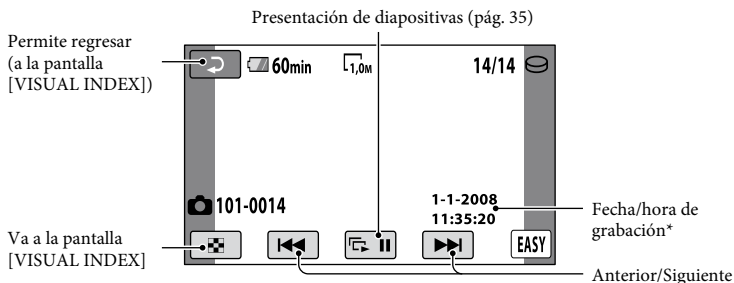 Presentación de diapositivas (pág. 35)
Permite regresar
(a la pantalla
[VISUAL INDEX])
60min
1,0M
14/14
101-0014
1-1-2008
11:35:20
Fecha/hora de
grabación*
Va a la pantalla
[VISUAL INDEX]
EASY
Anterior/Siguiente